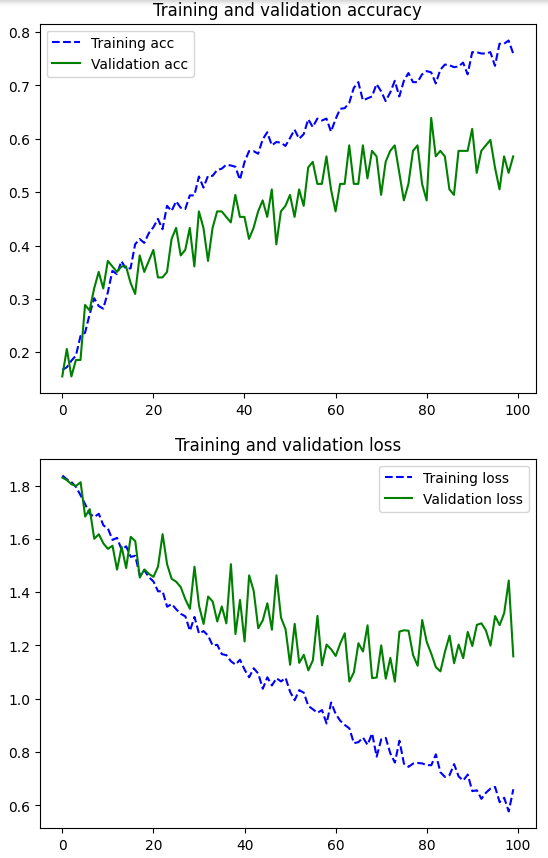 Training and validation accuracy
0.8
0.7
0.6
0.5
0.4
0.3
0.2
Training acc
Validation acc
0 20 40 60 80 100
Training and validation loss
1.8
1.6
1.4
1.2
1.0
0.8
0.6
Training loss
Validation loss
0 20 40 60 80 100